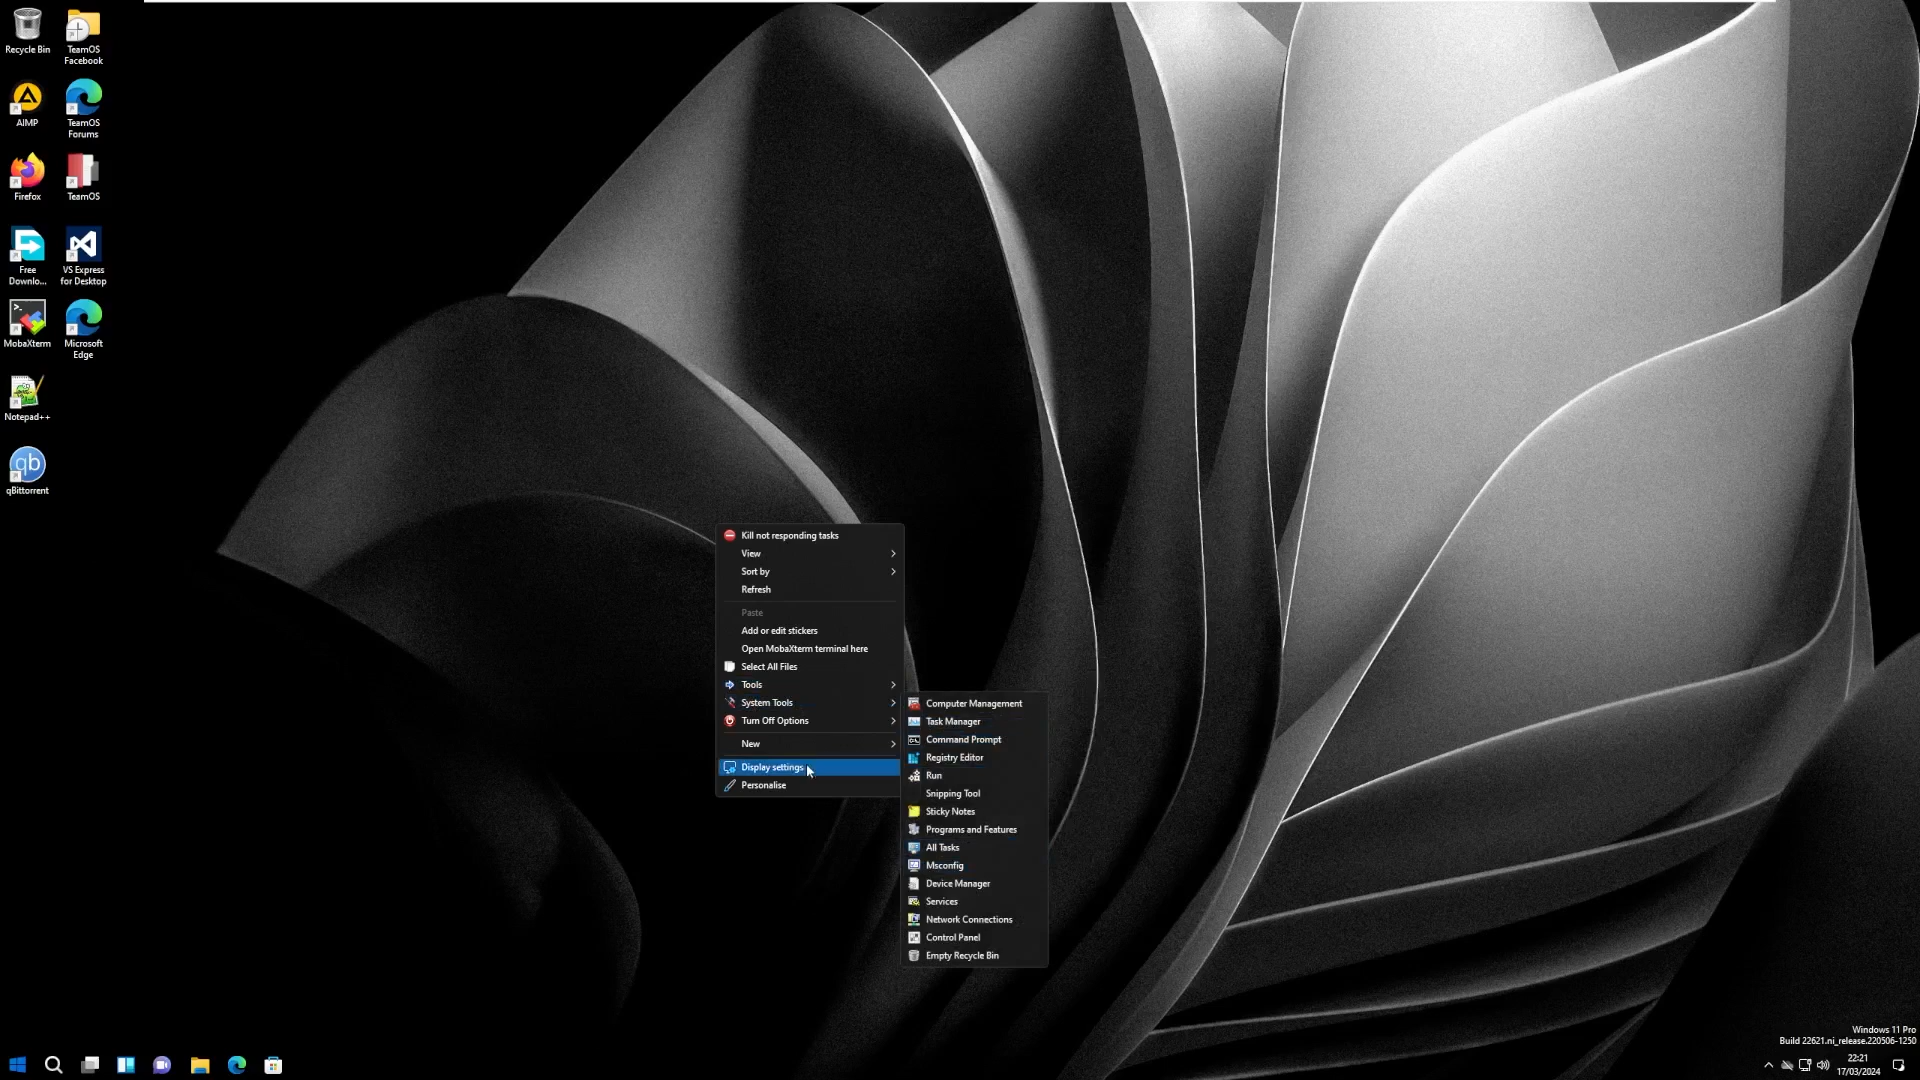 Recycle Bin
TeamOS
Facebook
AIMP
TeamOS
Forums
Firefox
TeamOS
Free
Downlo...
VS Express
for Desktop
MobaXterm
Microsoft
Edge
Notepad++
qb
qBittorrent
Kill not responding tasks
View
Sort by
Refresh
Paste
Add or edit stickers
Open MobaXterm terminal here
Select All Files
Tools
System Tools
Turn Off Options
New
Display settings
Personalise
Computer Management
Task Manager
Command Prompt
Registry Editor
Run
Snipping Tool
Sticky Notes
Programs and Features
All Tasks
Msconfig
Device Manager
Services
Network Connections
Control Panel
Empty Recycle Bin
Windows 11 Pro
Build 22621.ni_release.220506-1250
22:21
17/03/2024